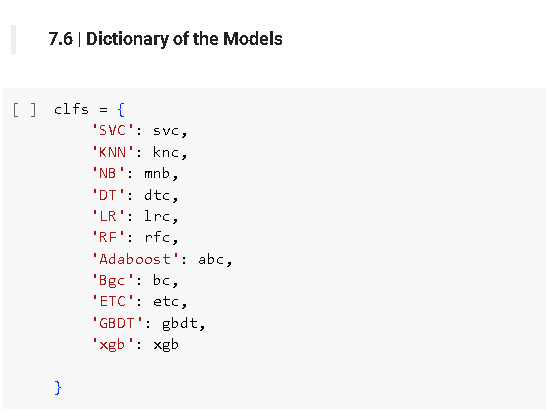 7.6 | Dictionary of the Models
[ ] clfs = {
'SVC': svc,
'KNN': knc,
'NB': mnb,
'DT': dtc,
'LR': lrc,
'RF': rfc,
'Adaboost': abc,
'Bgc': bc,
'ETC': etc,
'GBDT': gbdt,
'xgb': xgb
}